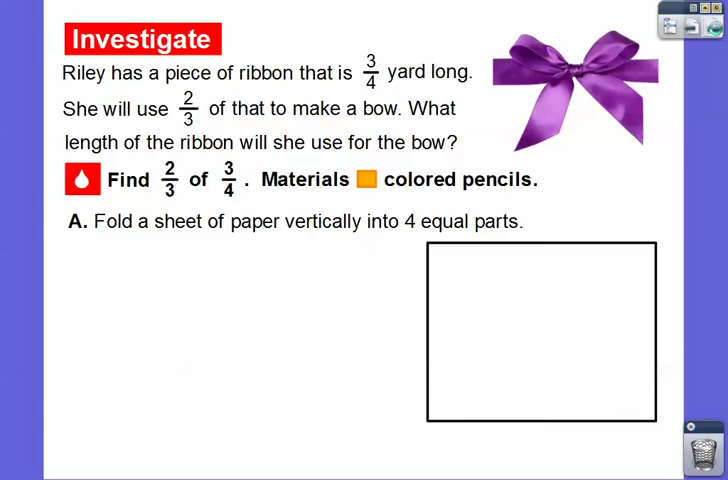 Investigate
Riley has a piece of ribbon that is 3/4 yard long.
She will use 2/3 of that to make a bow. What
length of the ribbon will she use for the bow?
Find 2/3 of 3/4 . Materials colored pencils.
A. Fold a sheet of paper vertically into 4 equal parts.